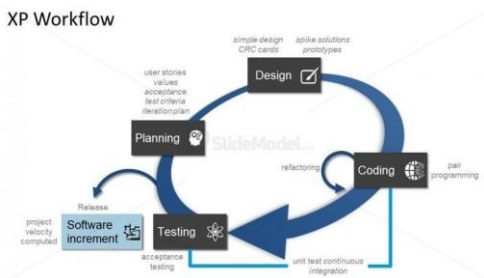 XP Workflow
simple design
CRC cards
spike solutions
prototypes
Design
user stories
values
acceptance
test criteria
iteration plan
Planning
SlideModel.com
refactoring
Coding
pair
programming
Release
project
velocity
computed
Software
increment
Testing
acceptance
testing
unit test continuous
integration